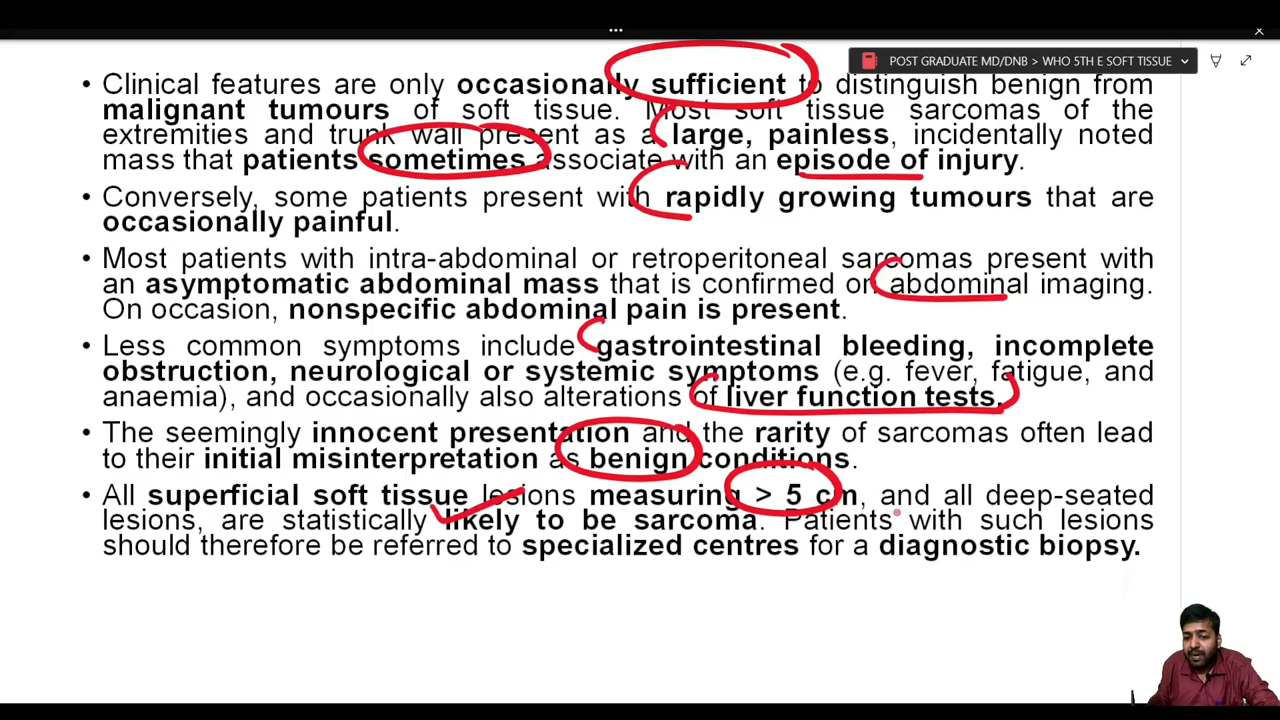 POST GRADUATE MD/DNB > WHO 5TH E SOFT TISSUE
• Clinical features are only occasionally sufficient to distinguish benign from
malignant tumours of soft tissue. Most soft tissue sarcomas of the
extremities and trunk wall present as a large, painless, incidentally noted
mass that patients sometimes associate with an episode of injury.
• Conversely, some patients present with rapidly growing tumours that are
occasionally painful.
• Most patients with intra-abdominal or retroperitoneal sarcomas present with
an asymptomatic abdominal mass that is confirmed on abdominal imaging.
On occasion, nonspecific abdominal pain is present.
• Less common symptoms include gastrointestinal bleeding, incomplete
obstruction, neurological or systemic symptoms (e.g. fever, fatigue, and
anaemia), and occasionally also alterations of liver function tests.
• The seemingly innocent presentation and the rarity of sarcomas often lead
to their initial misinterpretation as benign conditions.
• All superficial soft tissue lesions measuring > 5 cm, and all deep-seated
lesions, are statistically likely to be sarcoma. Patients with such lesions
should therefore be referred to specialized centres for a diagnostic biopsy.